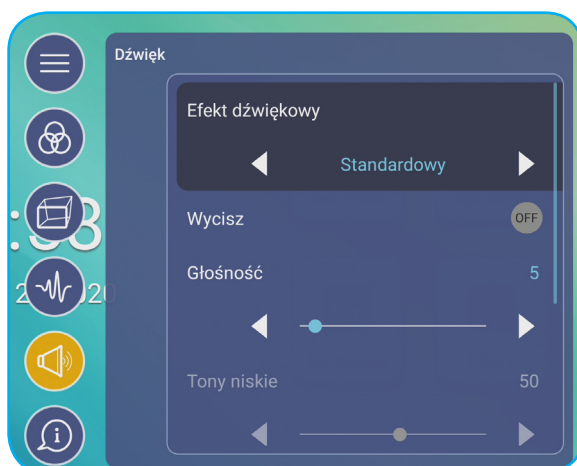 Dźwięk
Efekt dźwiękowy
Standardowy
Wycisz
OFF
Głośność
5
Tony niskie
50